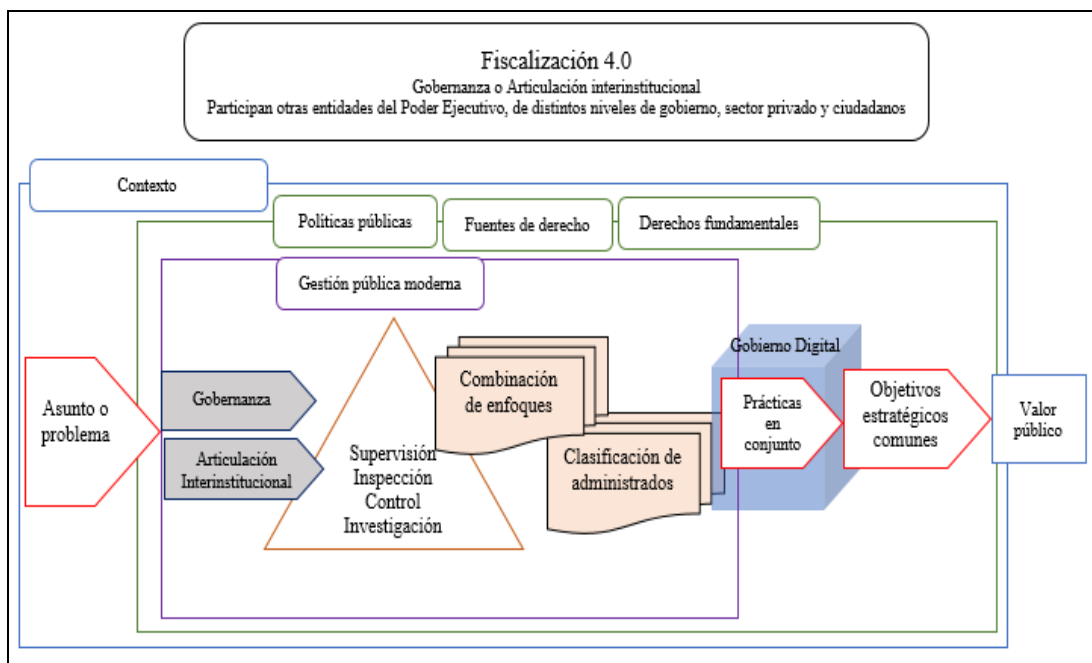 Fiscalización 4.0
Gobernanza o Articulación interinstitucional
Participan otras entidades del Poder Ejecutivo, de distintos niveles de gobierno, sector privado y ciudadanos
Contexto
Políticas públicas
Fuentes de derecho
Derechos fundamentales
Gestión pública moderna
Asunto o
problema
Gobernanza
Articulación
Interinstitucional
Supervisión
Inspección
Control
Investigación
Combinación
de enfoques
Clasificación de
administrados
Gobierno Digital
Prácticas
en
conjunto
Objetivos
estratégicos
comunes
Valor
público